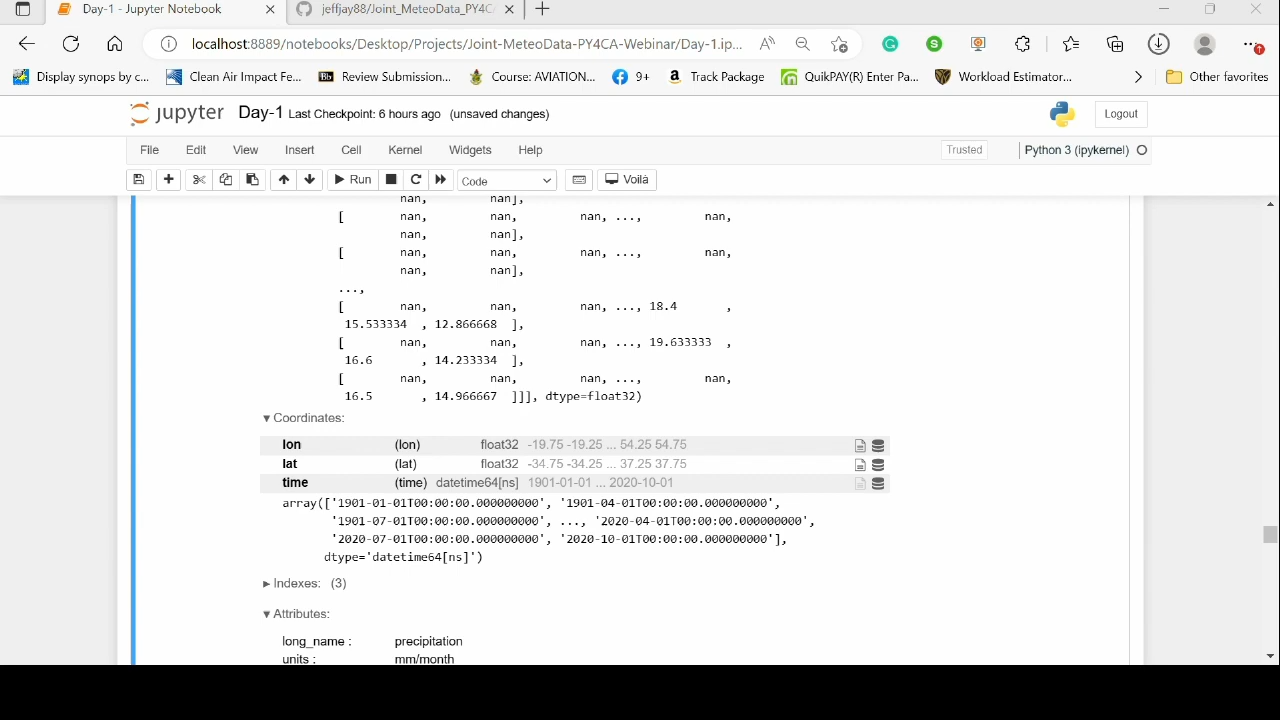 Day-1 - Jupyter Notebook
jeffjay88/Joint_MeteoData_PY4C
localhost:8889/notebooks/Desktop/Projects/Joint-MeteoData-PY4CA-Webinar/Day-1.ip...
Display synops by c...
Clean Air Impact Fe...
Review Submission...
Course: AVIATION...
9+
Track Package
QuikPAY(R) Enter Pa...
Workload Estimator...
Other favorites
jupyter Day-1 Last Checkpoint: 6 hours ago (unsaved changes)
Logout
File Edit View Insert Cell Kernel Widgets Help
Trusted
Python 3 (ipykernel)
Run
Code
Voilà
nan, nan],
[ nan, nan, nan, ..., nan,
nan, nan],
[ nan, nan, nan, ..., nan,
nan, nan],
...,
[ nan, nan, nan, ..., 18.4 ,
15.533334 , 12.866668 ],
[ nan, nan, nan, ..., 19.633333 ,
16.6 , 14.233334 ],
[ nan, nan, nan, ..., nan,
16.5 , 14.966667 ]]], dtype=float32)
Coordinates:
lon (lon) float32 -19.75 -19.25 ... 54.25 54.75
lat (lat) float32 -34.75 -34.25 ... 37.25 37.75
time (time) datetime64[ns] 1901-01-01 ... 2020-10-01
array(['1901-01-01T00:00:00.000000000', '1901-04-01T00:00:00.000000000',
'1901-07-01T00:00:00.000000000', ..., '2020-04-01T00:00:00.000000000',
'2020-07-01T00:00:00.000000000', '2020-10-01T00:00:00.000000000'],
dtype='datetime64[ns]')
Indexes: (3)
Attributes:
long_name : precipitation
units : mm/month